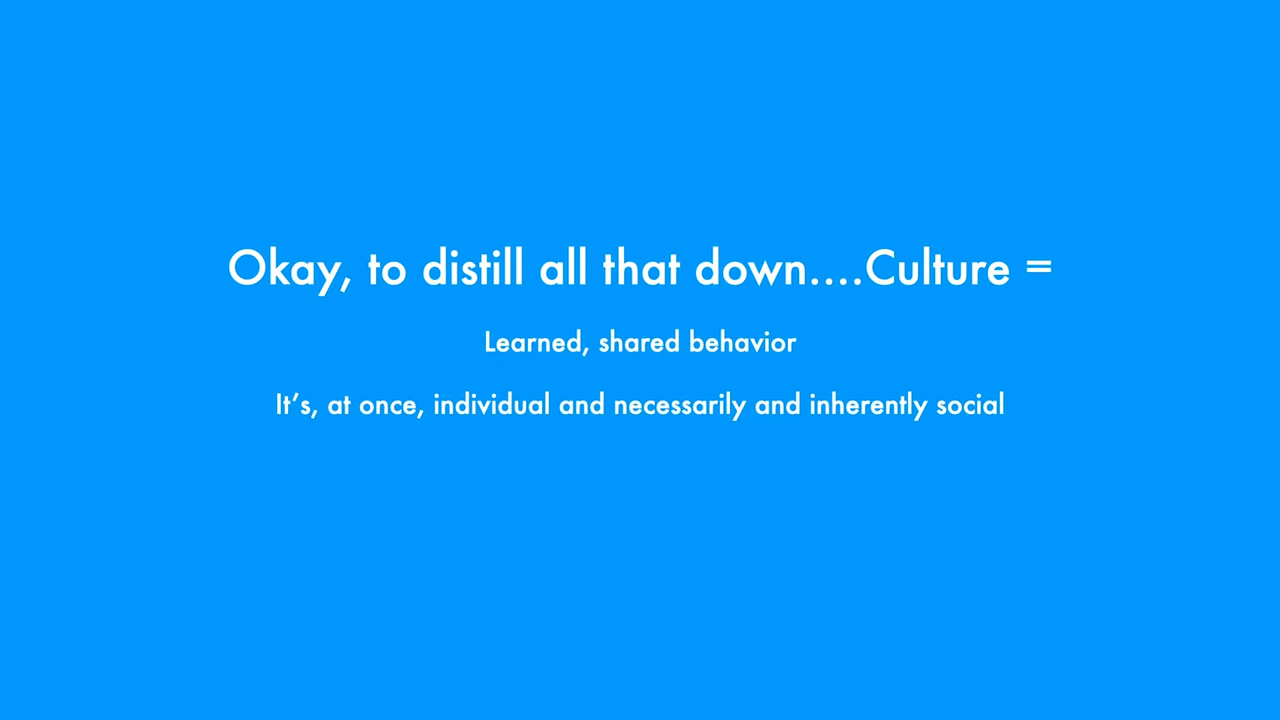 Okay, to distill all that down....Culture =
Learned, shared behavior
It’s, at once, individual and necessarily and inherently social